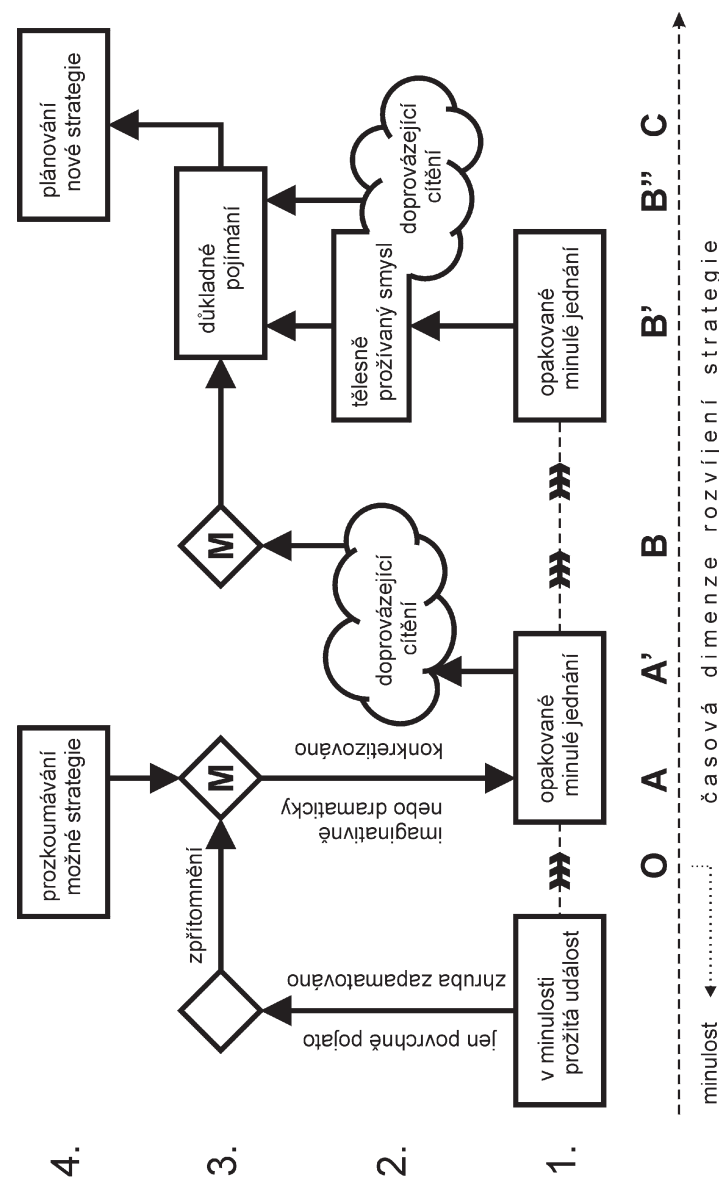 4.
prozkoumávání
možné strategie
plánování
nové strategie
3.
zpřítomnění
M
M
důkladné
pojímání
2.
jen povrchně pojato
zhruba zapamatováno
imaginativně
nebo dramaticky
konkretizováno
doprovázející
cítění
tělesně
prožívaný smysl
doprovázející
cítění
1.
v minulosti
prožitá událost
opakované
minulé jednání
opakované
minulé jednání
O
A
A'
B
B'
B”
C
minulost
časová dimenze rozvíjení strategie